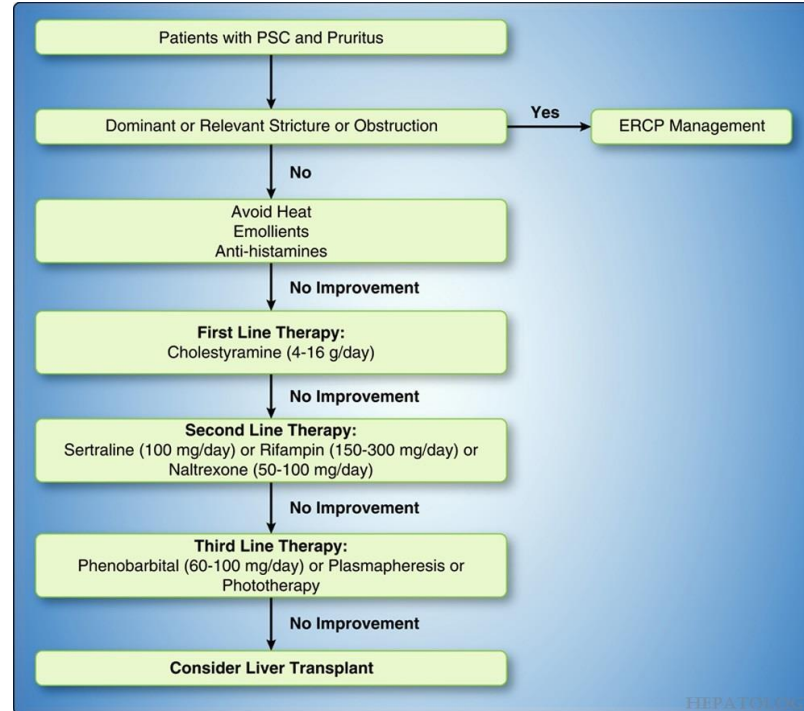 Patients with PSC and Pruritus
Dominant or Relevant Stricture or Obstruction
Yes
ERCP Management
No
Avoid Heat
Emollients
Anti-histamines
No Improvement
First Line Therapy:
Cholestyramine (4-16 g/day)
No Improvement
Second Line Therapy:
Sertraline (100 mg/day) or Rifampin (150-300 mg/day) or
Naltrexone (50-100 mg/day)
No Improvement
Third Line Therapy:
Phenobarbital (60-100 mg/day) or Plasmapheresis or
Phototherapy
No Improvement
Consider Liver Transplant